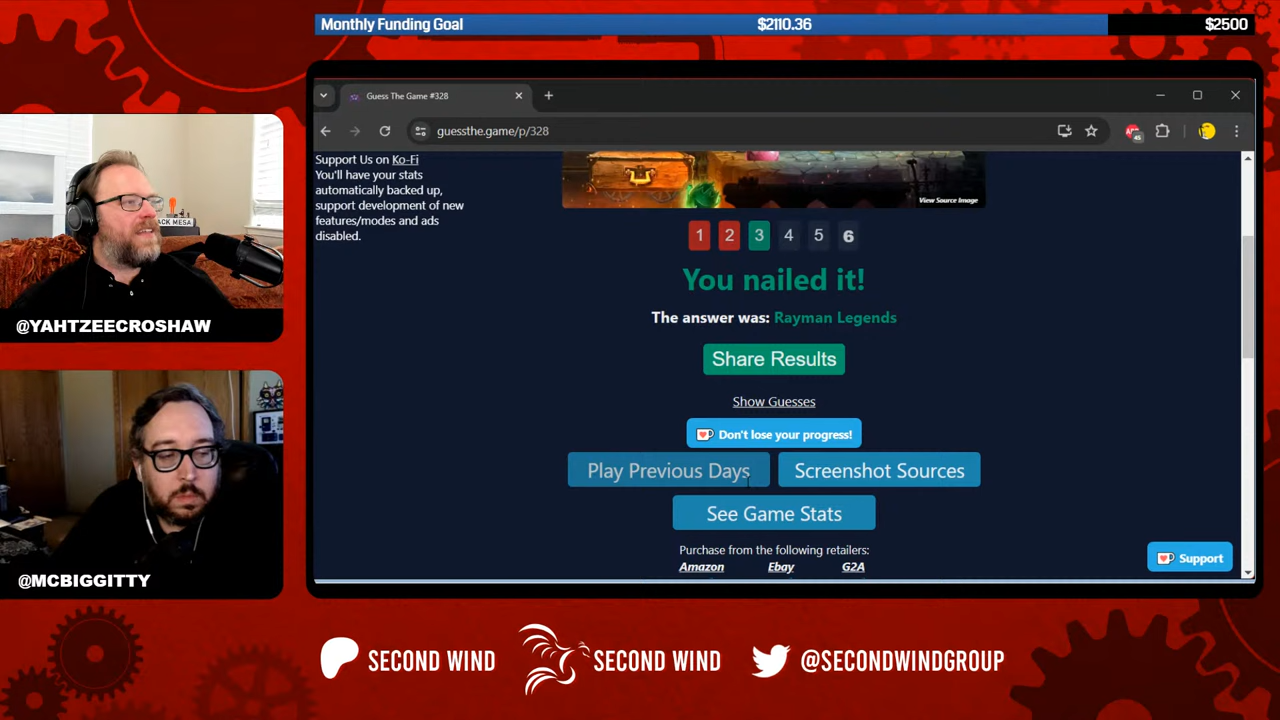 Monthly Funding Goal $2110.36 $2500
Guess The Game #328
guessthe.game/p/328
Support Us on Ko-Fi
You'll have your stats
automatically backed up,
support development of new
features/modes and ads
disabled.
View Source Image
1 2 3 4 5 6
You nailed it!
The answer was: Rayman Legends
Share Results
Show Guesses
Don't lose your progress!
Play Previous Days Screenshot Sources
See Game Stats
Purchase from the following retailers:
Amazon Ebay G2A
Support
ACK MESA
@YAHTZEECROSHAW
@MCBIGGITTY
SECOND WIND SECOND WIND @SECONDWINDGROUP